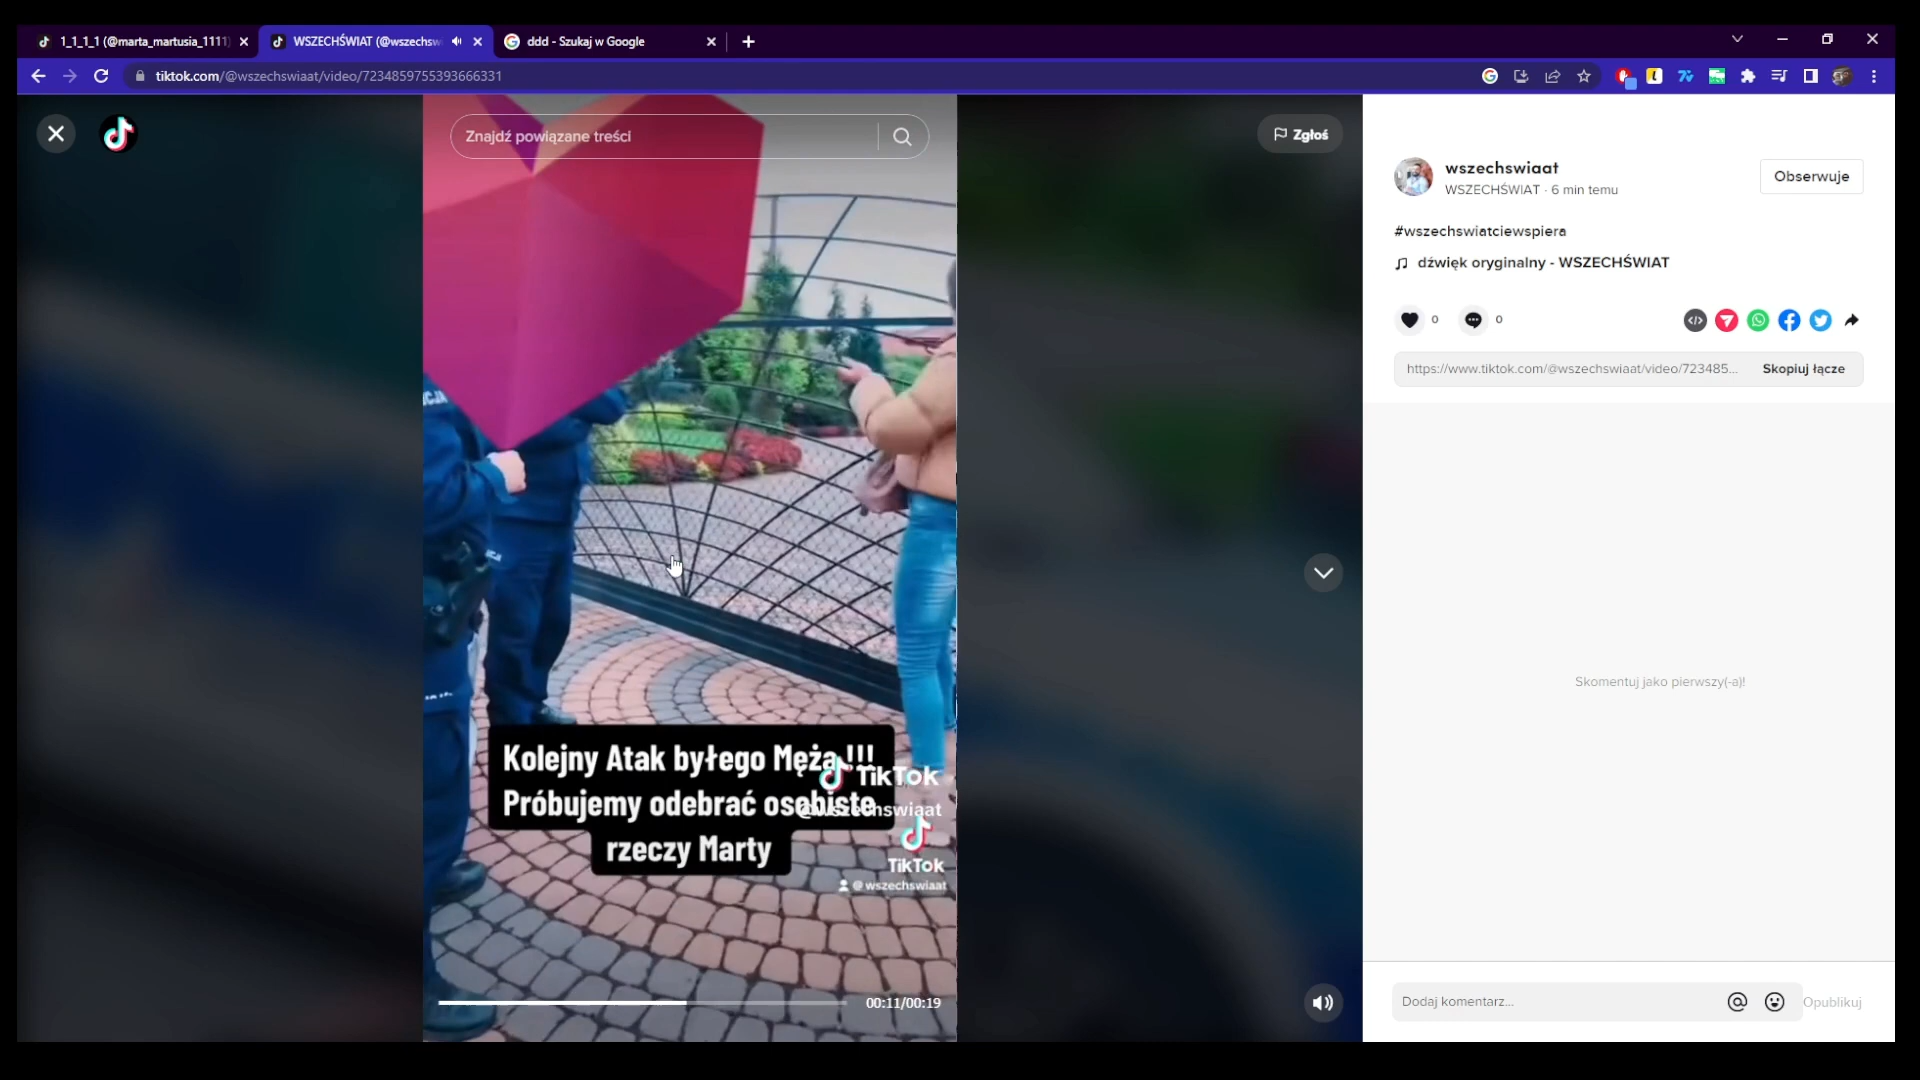 1_1_1_1 (@marta_martusia_1111)
WSZECHŚWIAT (@wszechsw
ddd - Szukaj w Google
tiktok.com/@wszechswiaat/video/7234859755393666331
Znajdź powiązane treści
Zgłoś
wszechswiaat
WSZECHŚWIAT · 6 min temu
Obserwuje
#wszechswiatciewspiera
dźwięk oryginalny - WSZECHŚWIAT
0
0
https://www.tiktok.com/@wszechswiaat/video/723485...
Skopiuj łącze
Skomentuj jako pierwszy(-a)!
Kolejny Atak byłego Męża !!!
Próbujemy odebrać osobiste
rzeczy Marty
TikTok
@wszechswiaat
TikTok
@wszechswiaat
00:11/00:19
Dodaj komentarz...
Opublikuj